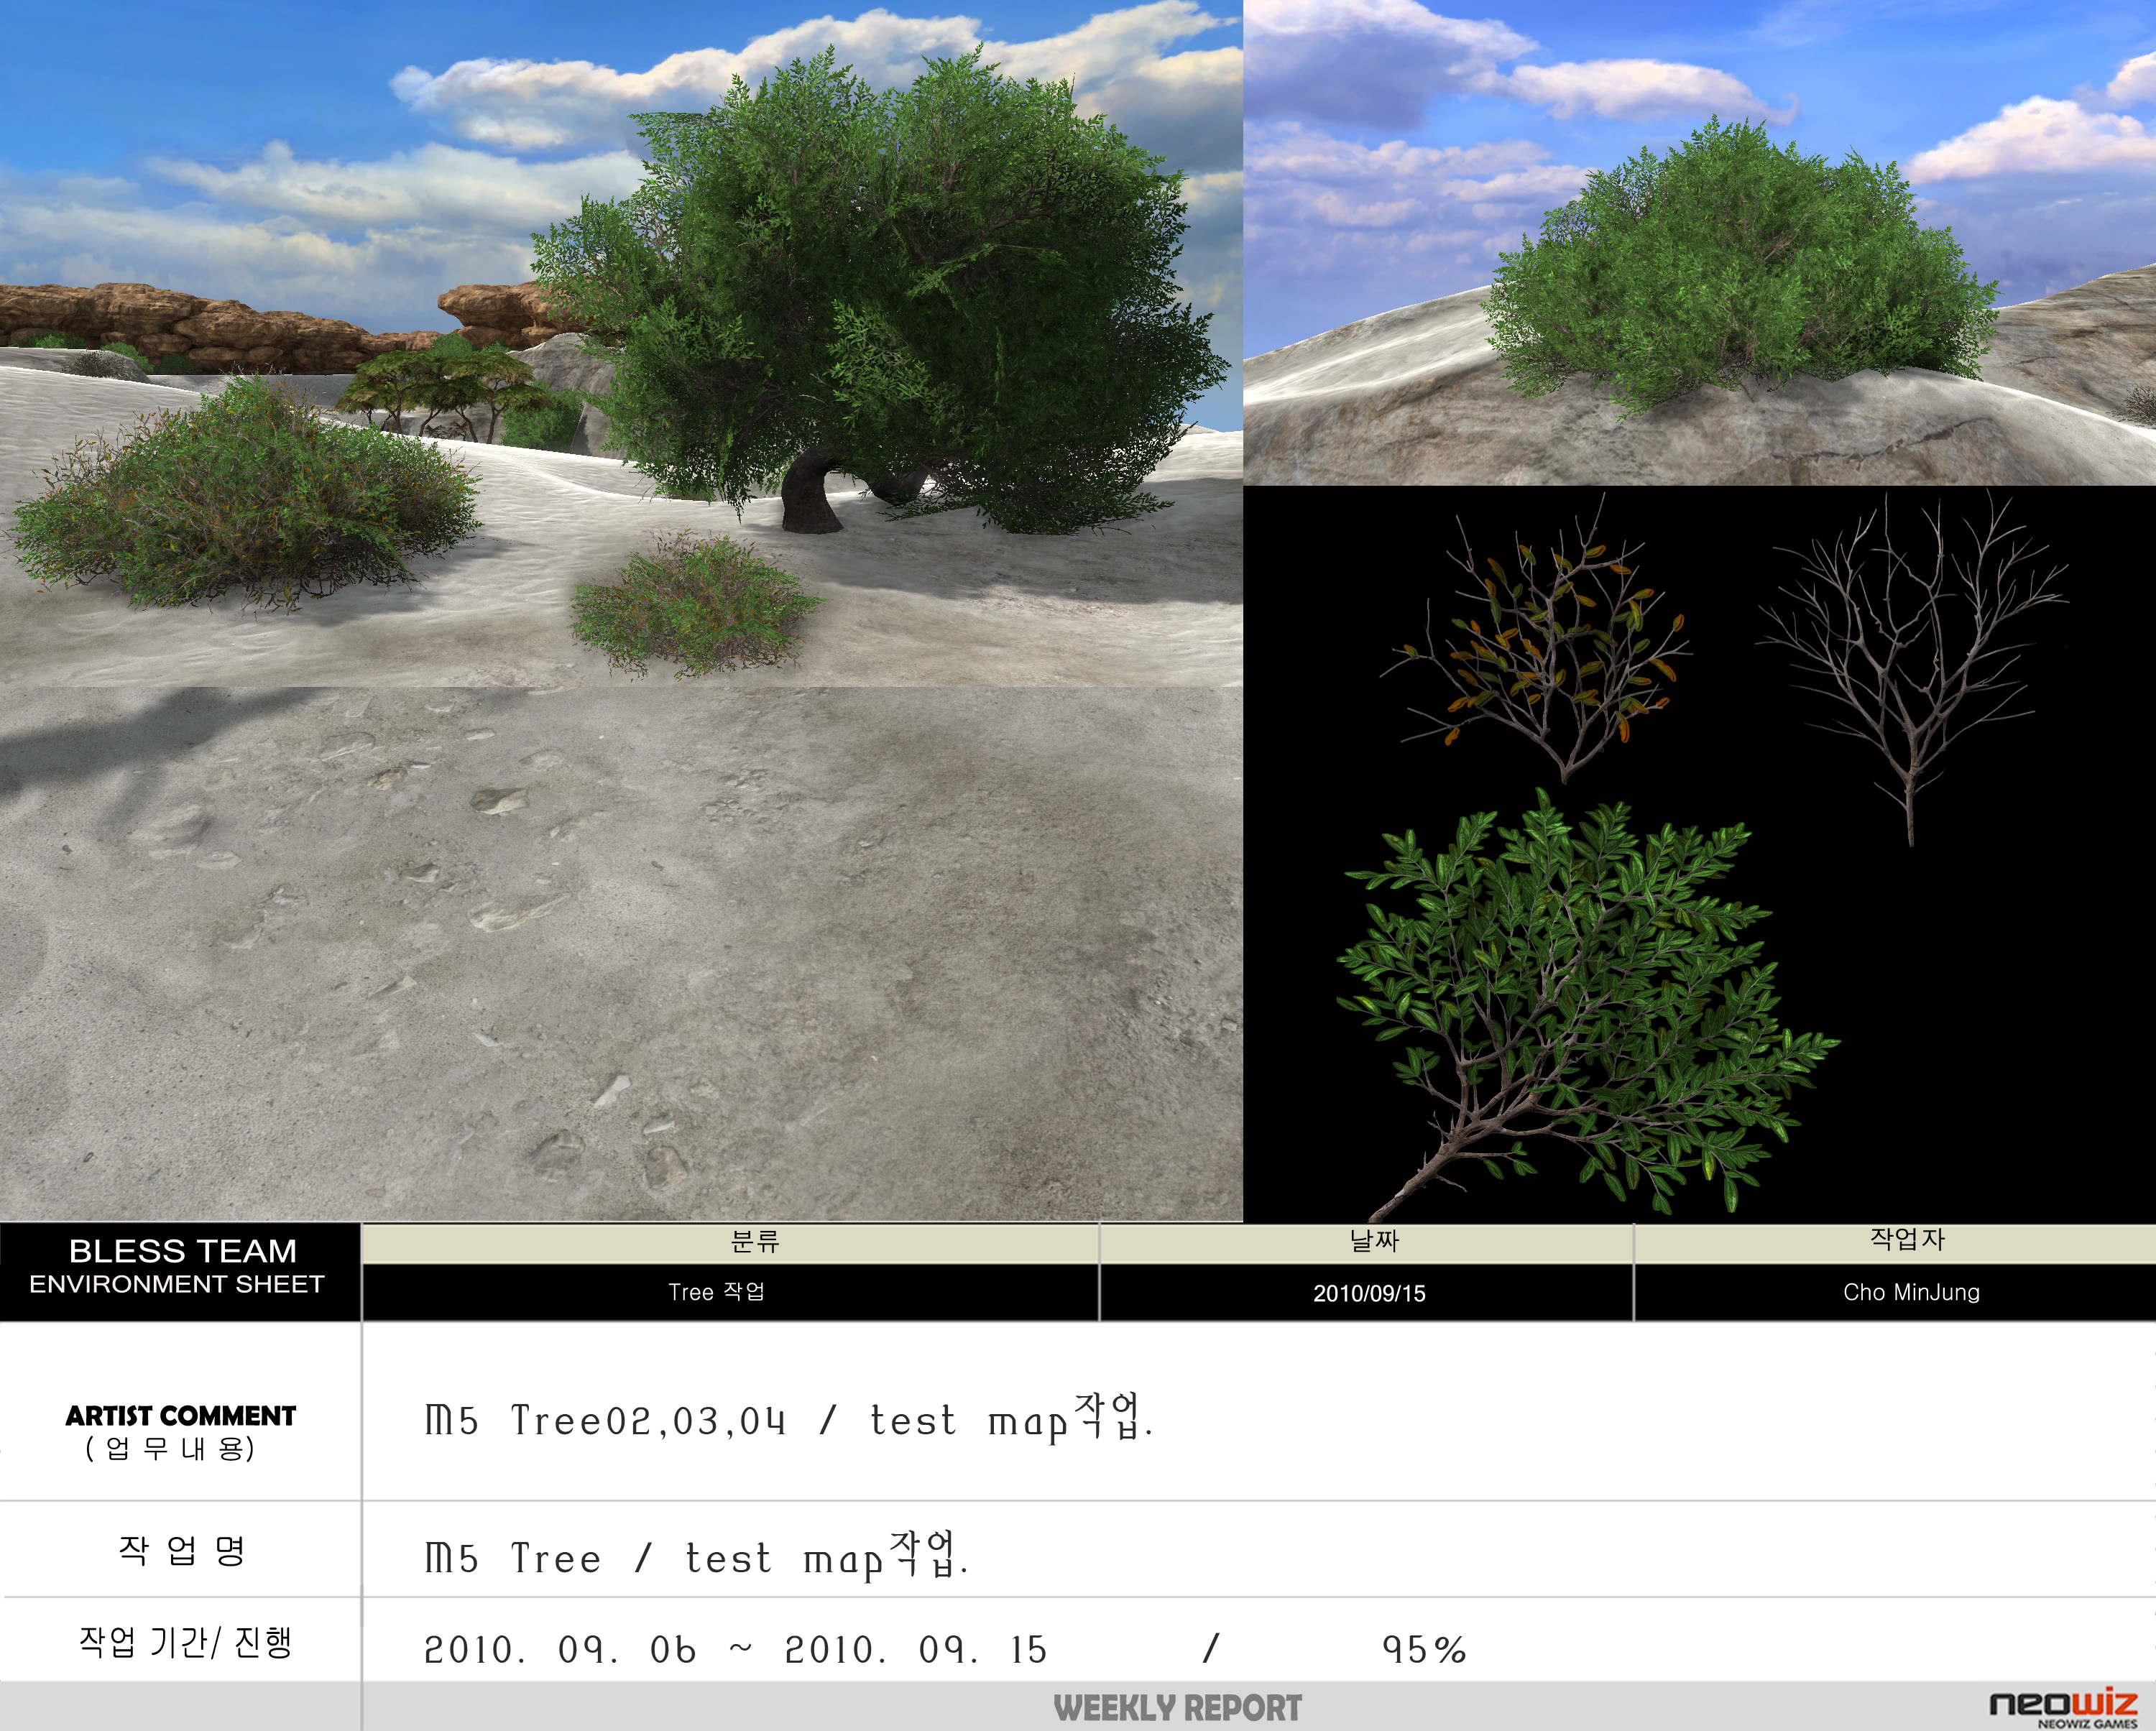 BLESS TEAM
ENVIRONMENT SHEET
분류
날짜
작업자
Tree 작업
2010/09/15
Cho MinJung
ARTIST COMMENT
( 업 무 내 용)
M5 Tree02,03,04 / test map작업.
작 업 명
M5 Tree / test map작업.
작업 기간/ 진행
2010. 09. 06 ~ 2010. 09. 15 / 95%
WEEKLY REPORT
neowiz
NEOWIZ GAMES